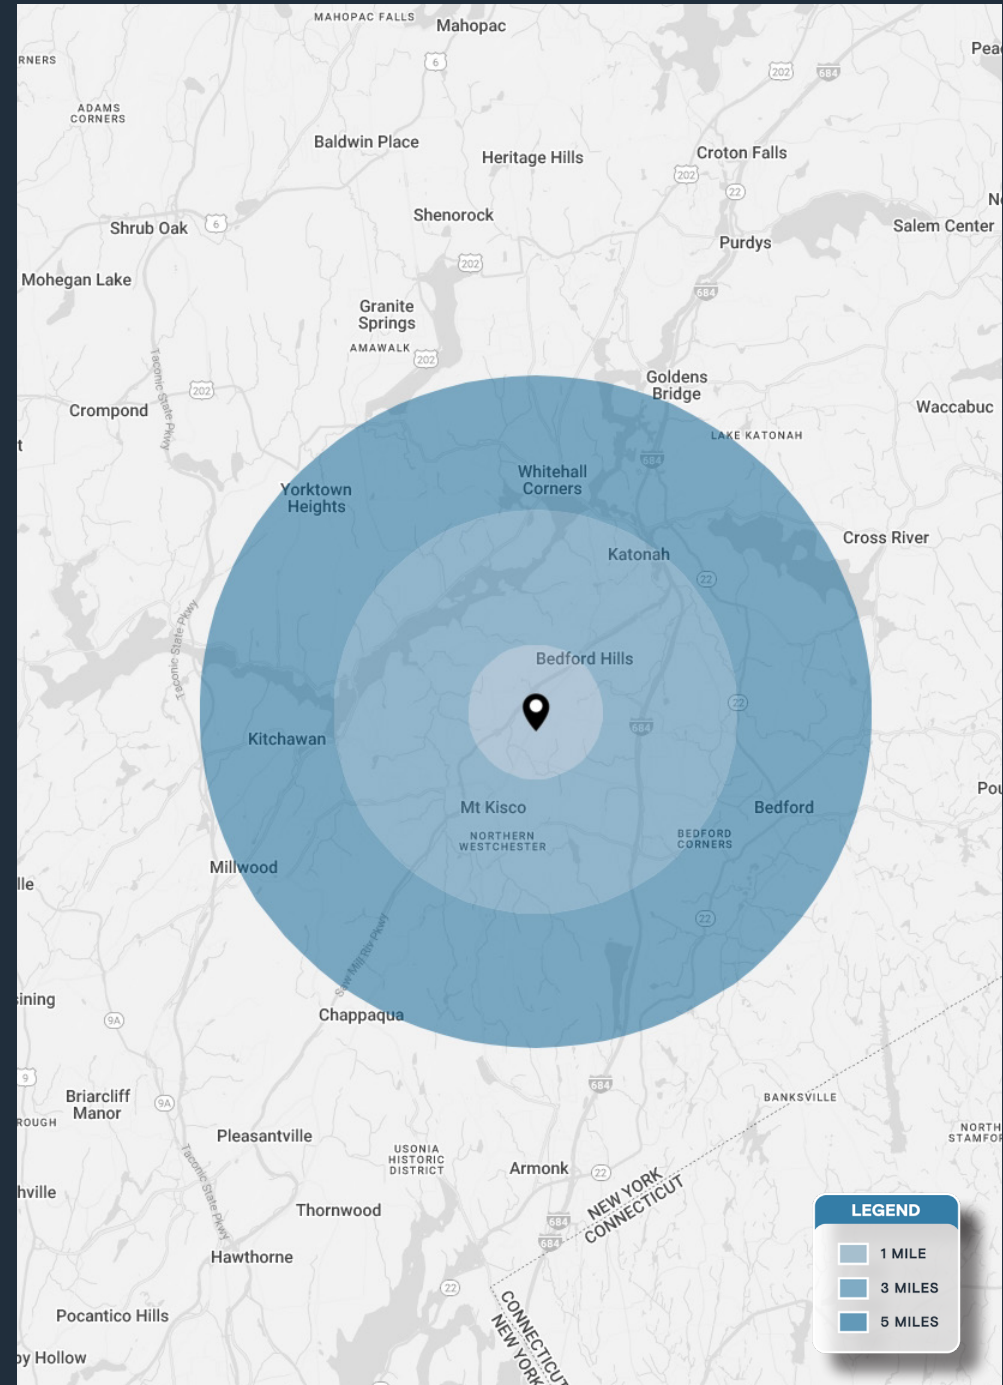 MAHOPAC FALLS
Mahopac
RNERS
6
202
684
ADAMS
CORNERS
Baldwin Place
Heritage Hills
Croton Falls
202
22
Shrub Oak
6
Shenorock
Salem Center
Purdys
202
Mohegan Lake
684
Granite
Springs
AMAWALK
202
Taconic State Pkwy
202
Goldens
Bridge
Crompond
Waccabuc
LAKE KATONAH
684
Whitehall
Corners
Yorktown
Heights
Cross River
Katonah
22
Taconic State Pkwy
Bedford Hills
22
684
Kitchawan
Mt Kisco
Bedford
NORTHERN
WESTCHESTER
BEDFORD
CORNERS
Millwood
lle
22
Saw Mill Riv Pkwy
sining
Chappaqua
9A
9
684
Briarcliff
Manor
9A
BANKSVILLE
ROUGH
Pleasantville
NORTH
STAMFOR
USONIA
HISTORIC
DISTRICT
Armonk
22
Taconic State Pkwy
hville
NEW YORK
CONNECTICUT
Thornwood
684
684
Hawthorne
22
CONNECTICUT
NEW YORK
Pocantico Hills
py Hollow
LEGEND
1 MILE
3 MILES
5 MILES